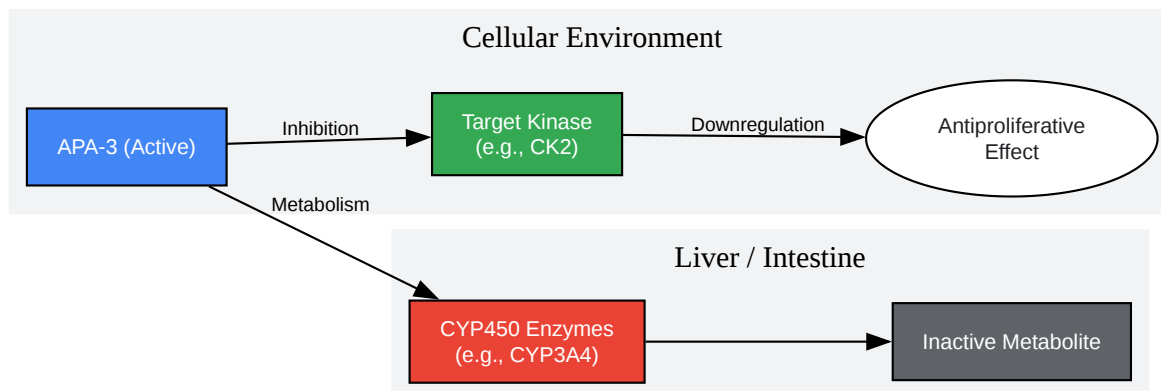 Cellular Environment
APA-3 (Active)
Inhibition
Target Kinase
(e.g., CK2)
Downregulation
Antiproliferative
Effect
Metabolism
Liver / Intestine
CYP450 Enzymes
(e.g., CYP3A4)
Inactive Metabolite